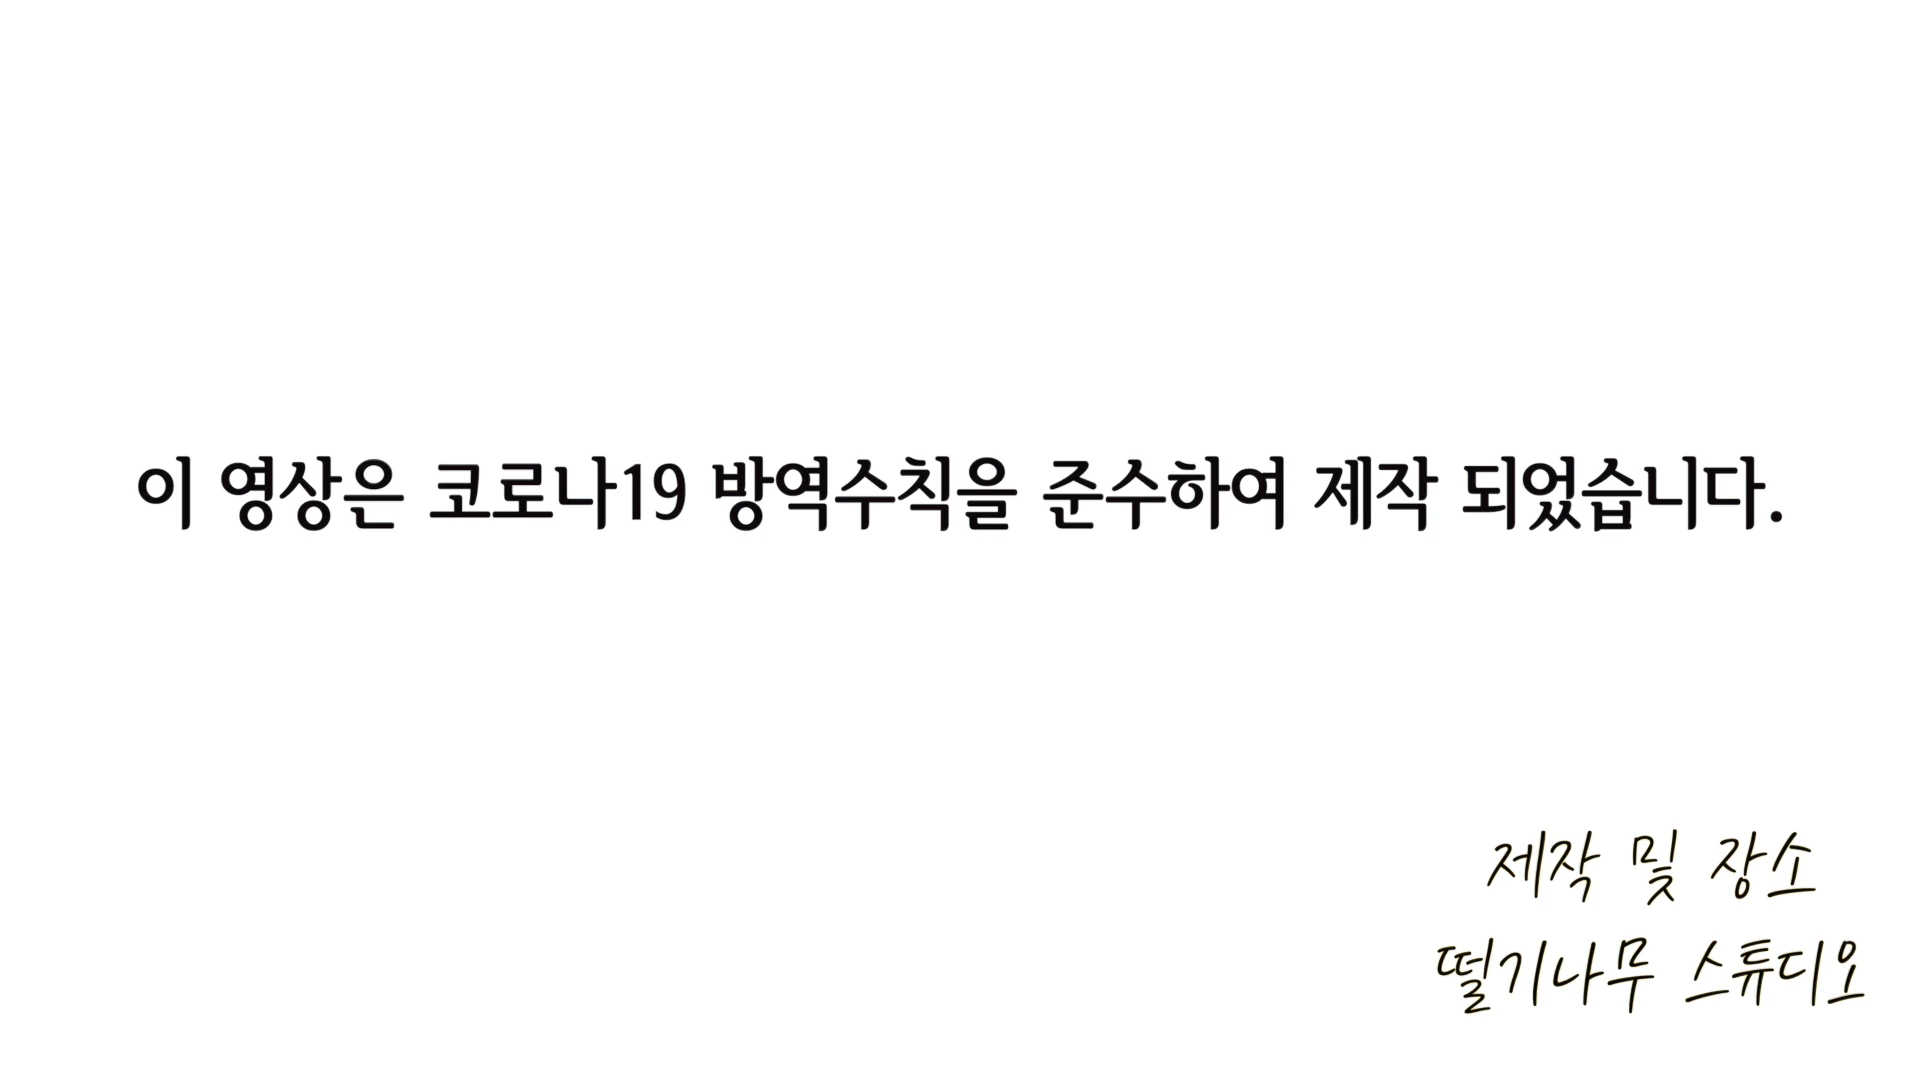 이 영상은 코로나19 방역수칙을 준수하여 제작 되었습니다.
제작 및 장소
떨기나무 스튜디오